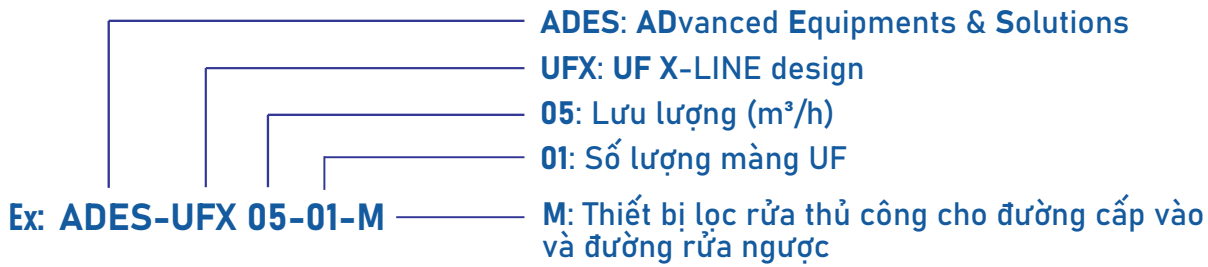 ADES: ADvanced Equipments & Solutions
UFX: UF X-LINE design
05: Lưu lượng (m³/h)
01: Số lượng màng UF
Ex: ADES-UFX 05-01-M
M: Thiết bị lọc rửa thủ công cho đường cấp vào
và đường rửa ngược